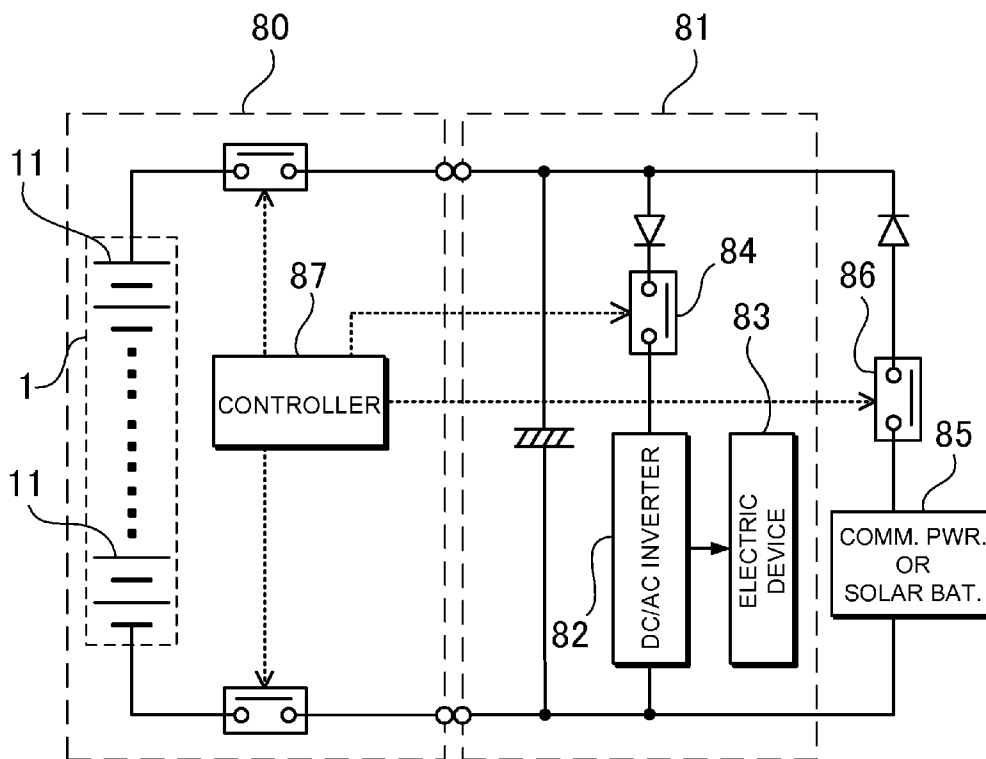 80
81
11
87
84
86
83
1
CONTROLLER
85
11
DC/AC INVERTER
ELECTRIC
DEVICE
COMM. PWR.
OR
SOLAR BAT.
82